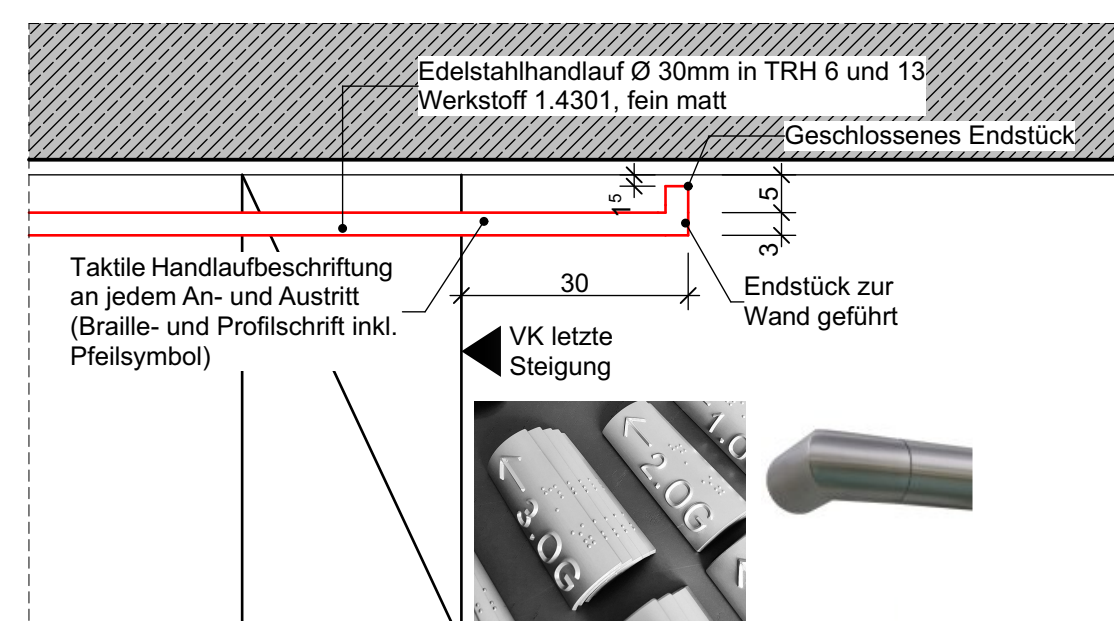 Edelstahlhandlauf Ø 30mm in TRH 6 und 13
Werkstoff 1.4301, fein matt
Geschlossenes Endstück
1⁵
5
3
30
Taktile Handlaufbeschriftung
an jedem An- und Austritt
(Braille- und Profilschrift inkl.
Pfeilsymbol)
Endstück zur
Wand geführt
VK letzte
Steigung
3.OG
2.OG